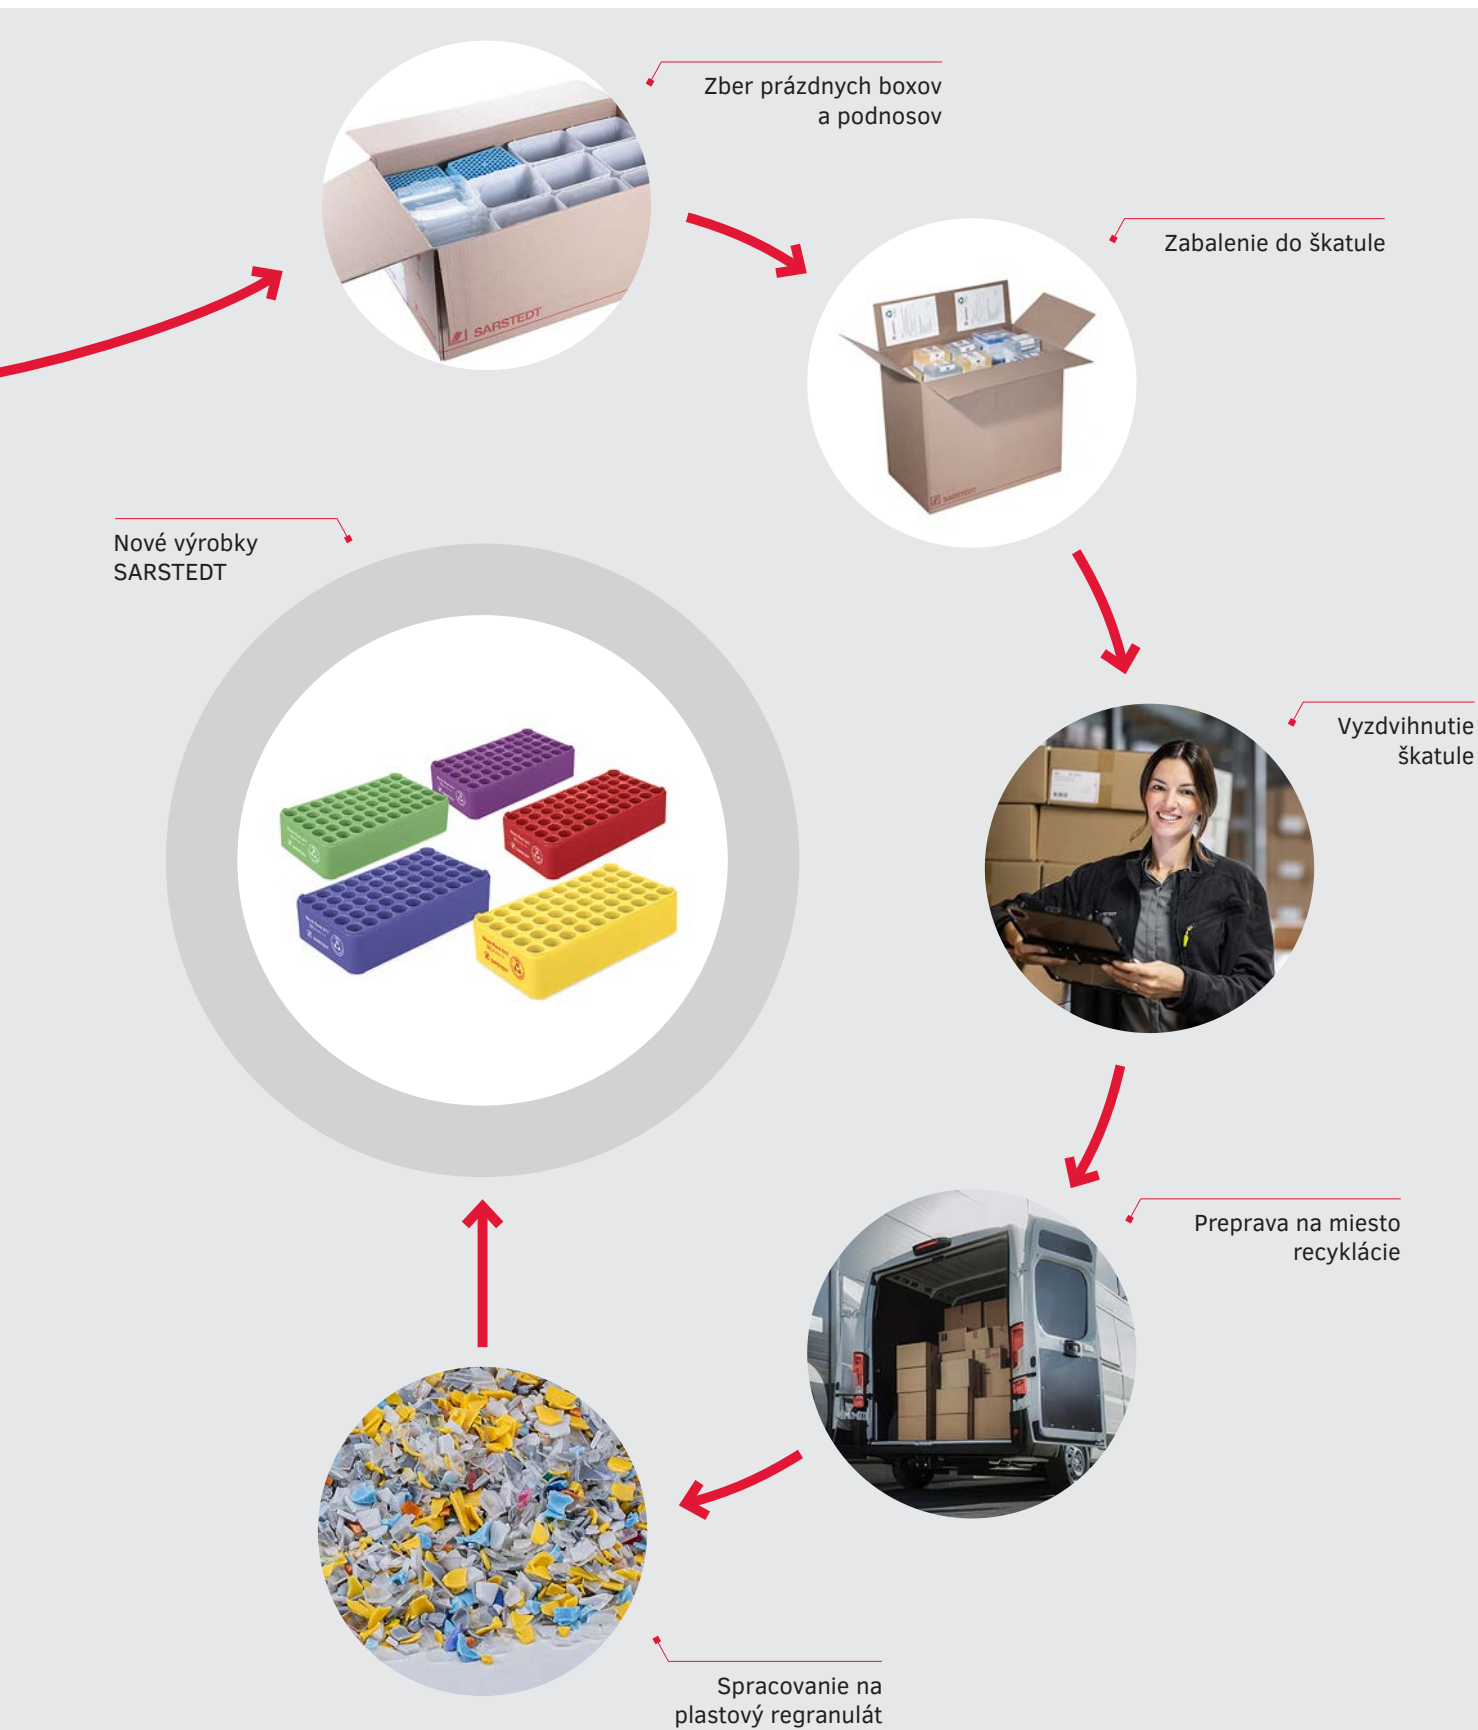 Zber prázdnych boxov
a podnosov
SARSTEDT
Zabalenie do škatule
SARSTEDT
Nové výrobky
SARSTEDT
Vyzdvihnutie
škatule
Preprava na miesto
recyklácie
Spracovanie na
plastový regranulát